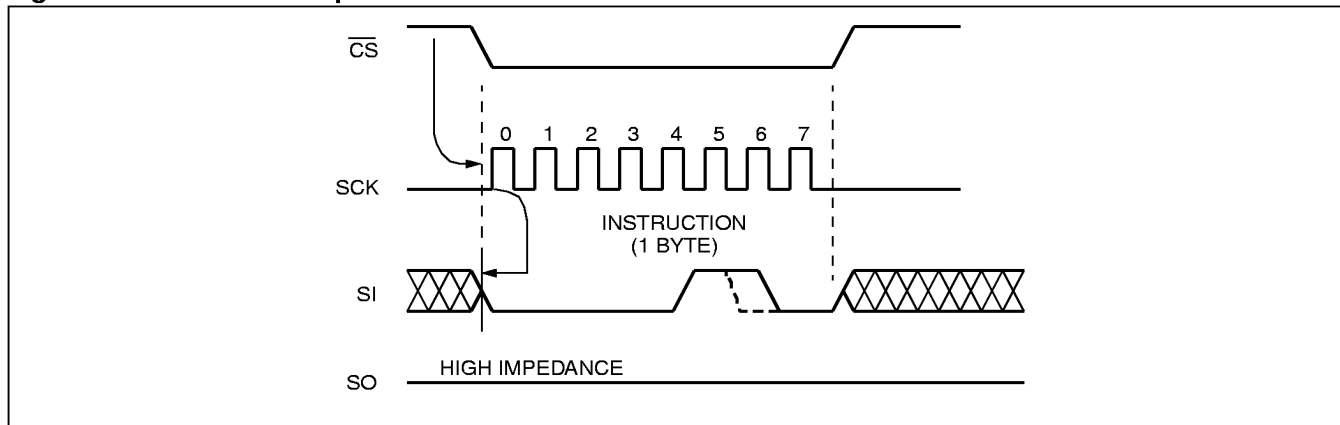 CS
0 1 2 3 4 5 6 7
SCK
INSTRUCTION
(1 BYTE)
SI
HIGH IMPEDANCE
SO